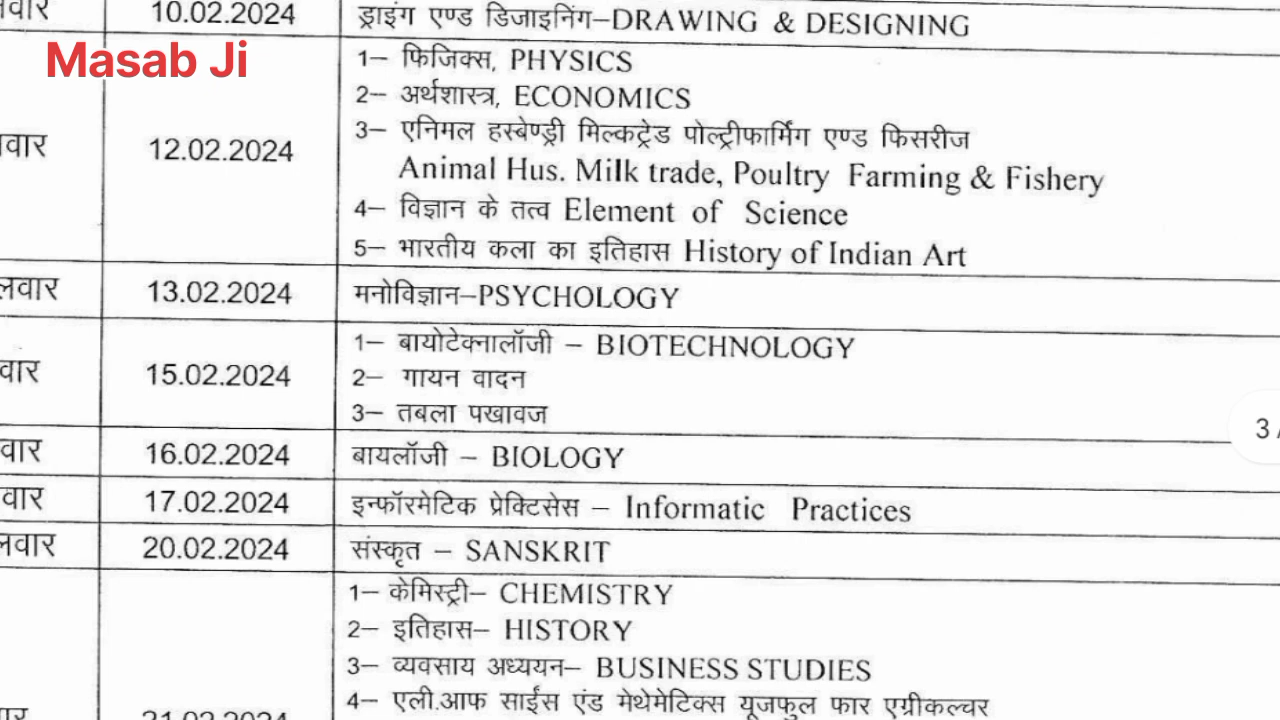 10.02.2024 ड्राइंग एण्ड डिजाइनिंग–DRAWING & DESIGNING
Masab Ji
1– फिजिक्स, PHYSICS
2– अर्थशास्त्र, ECONOMICS
वार 12.02.2024 3– एनिमल हस्बेण्ड्री मिल्कट्रेड पोल्ट्रीफार्मिंग एण्ड फिसरीज
Animal Hus. Milk trade, Poultry Farming & Fishery
4– विज्ञान के तत्व Element of Science
5– भारतीय कला का इतिहास History of Indian Art
लवार 13.02.2024 मनोविज्ञान–PSYCHOLOGY
1– बायोटेक्नालॉजी – BIOTECHNOLOGY
वार 15.02.2024 2– गायन वादन
3– तबला पखावज
3 /
वार 16.02.2024 बायलॉजी – BIOLOGY
वार 17.02.2024 इन्फॉरमेटिक प्रेक्टिसेस – Informatic Practices
लवार 20.02.2024 संस्कृत – SANSKRIT
1– केमिस्ट्री– CHEMISTRY
2– इतिहास– HISTORY
3– व्यवसाय अध्ययन– BUSINESS STUDIES
4– एली.आफ साईंस एंड मेथेमेटिक्स यूजफुल फार एग्रीकल्चर
21.02.2024